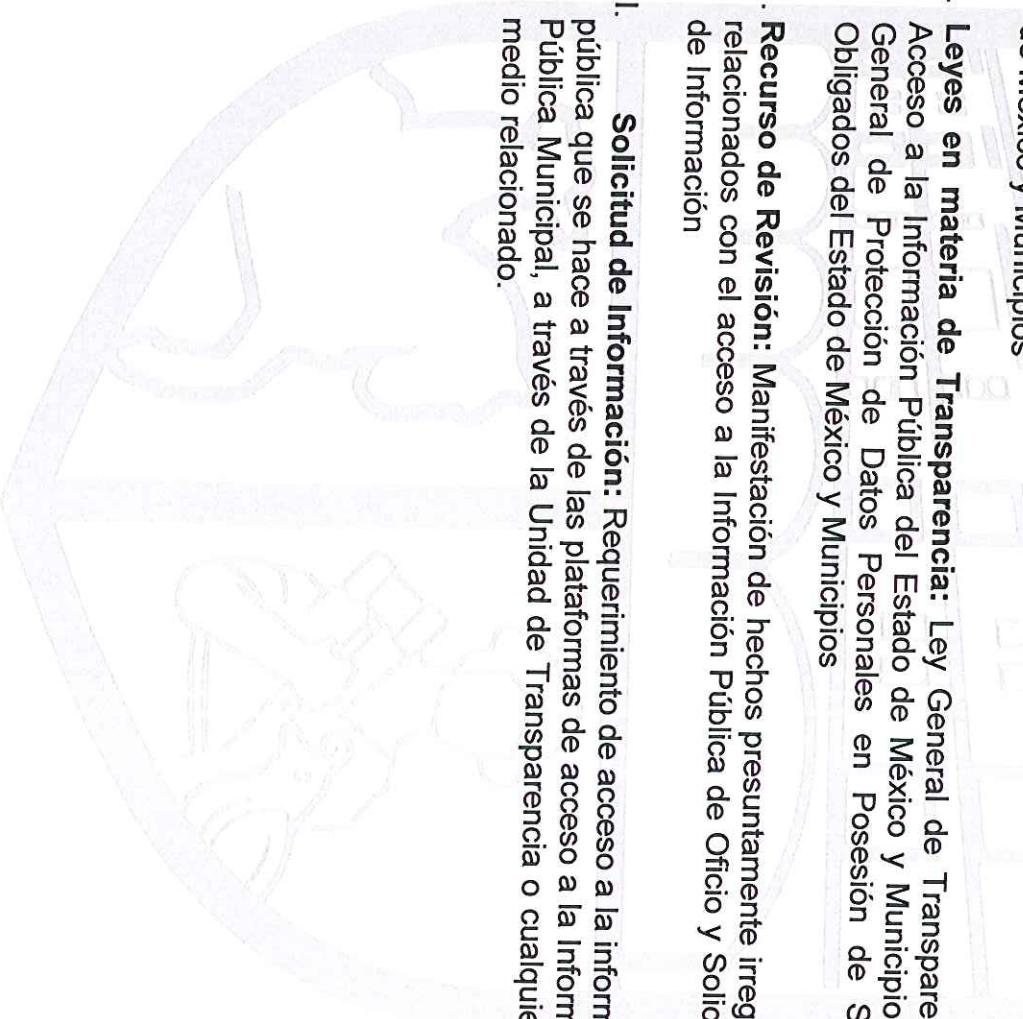 de México y Municipios
. Leyes en materia de Transparencia: Ley General de Transpare
Acceso a la Información Pública del Estado de México y Municipio
General de Protección de Datos Personales en Posesión de S
Obligados del Estado de México y Municipios
. Recurso de Revisión: Manifestación de hechos presuntamente irreg
relacionados con el acceso a la Información Pública de Oficio y Solic
de Información
I. Solicitud de Información: Requerimiento de acceso a la inform
pública que se hace a través de las plataformas de acceso a la Inform
Pública Municipal, a través de la Unidad de Transparencia o cualquie
medio relacionado.